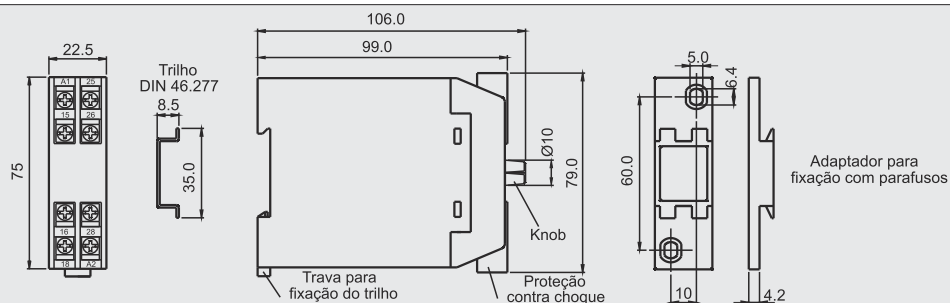 106.0
99.0
22.5
A1 25
15 26
75
16 28
18 A2
Trilho
DIN 46.277
8.5
35.0
Ø10
79.0
Knob
Trava para
fixação do trilho
Proteção
contra choque
5.0
6.4
60.0
10
4.2
Adaptador para
fixação com parafusos